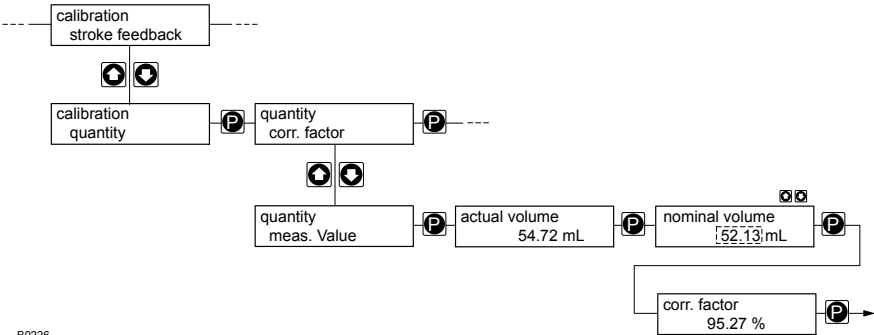 calibration
stroke feedback
calibration
quantity
P
quantity
corr. factor
P
quantity
meas. Value
P
actual volume
54.72 mL
P
nominal volume
52.13 mL
P
corr. factor
95.27 %
P
B0226